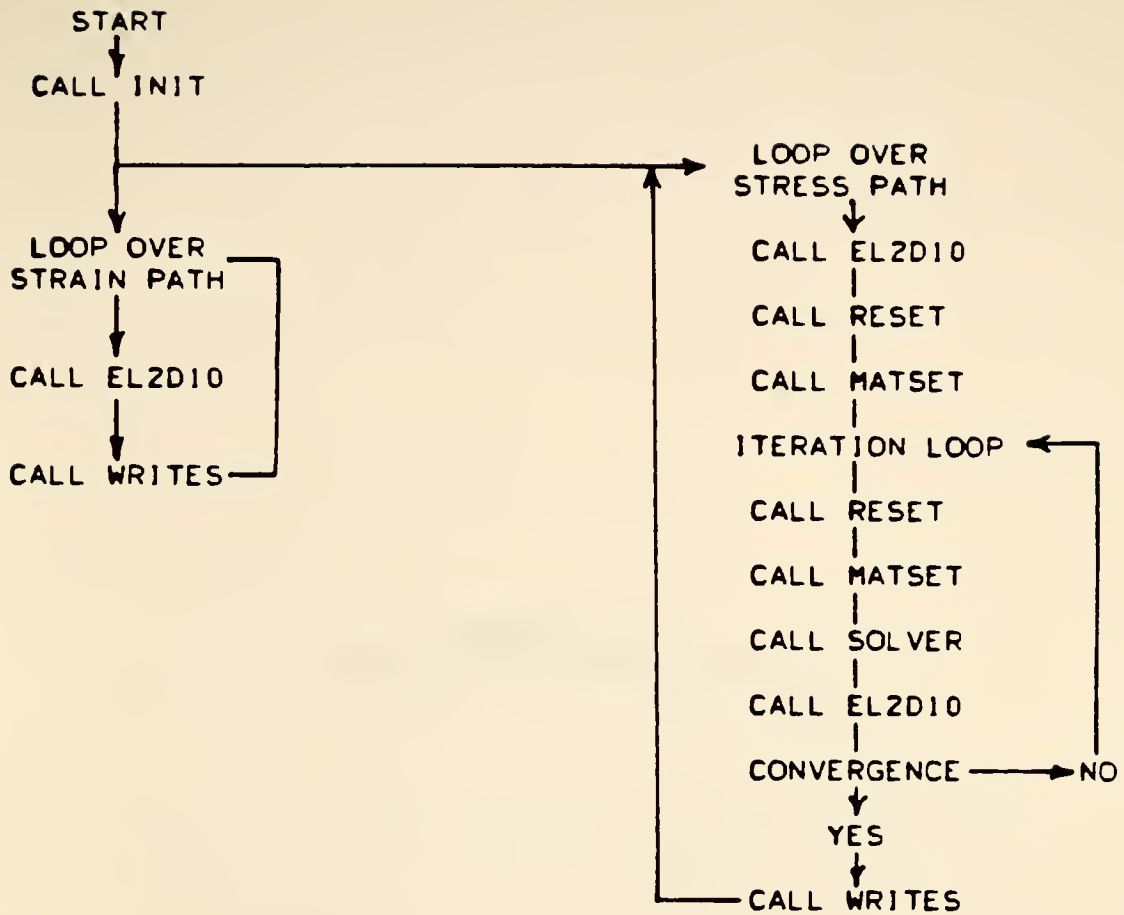 START
CALL INIT
LOOP OVER
STRAIN PATH
CALL EL2D10
CALL WRITES
LOOP OVER
STRESS PATH
CALL EL2D10
CALL RESET
CALL MATSET
ITERATION LOOP
CALL RESET
CALL MATSET
CALL SOLVER
CALL EL2D10
CONVERGENCE
NO
YES
CALL WRITES